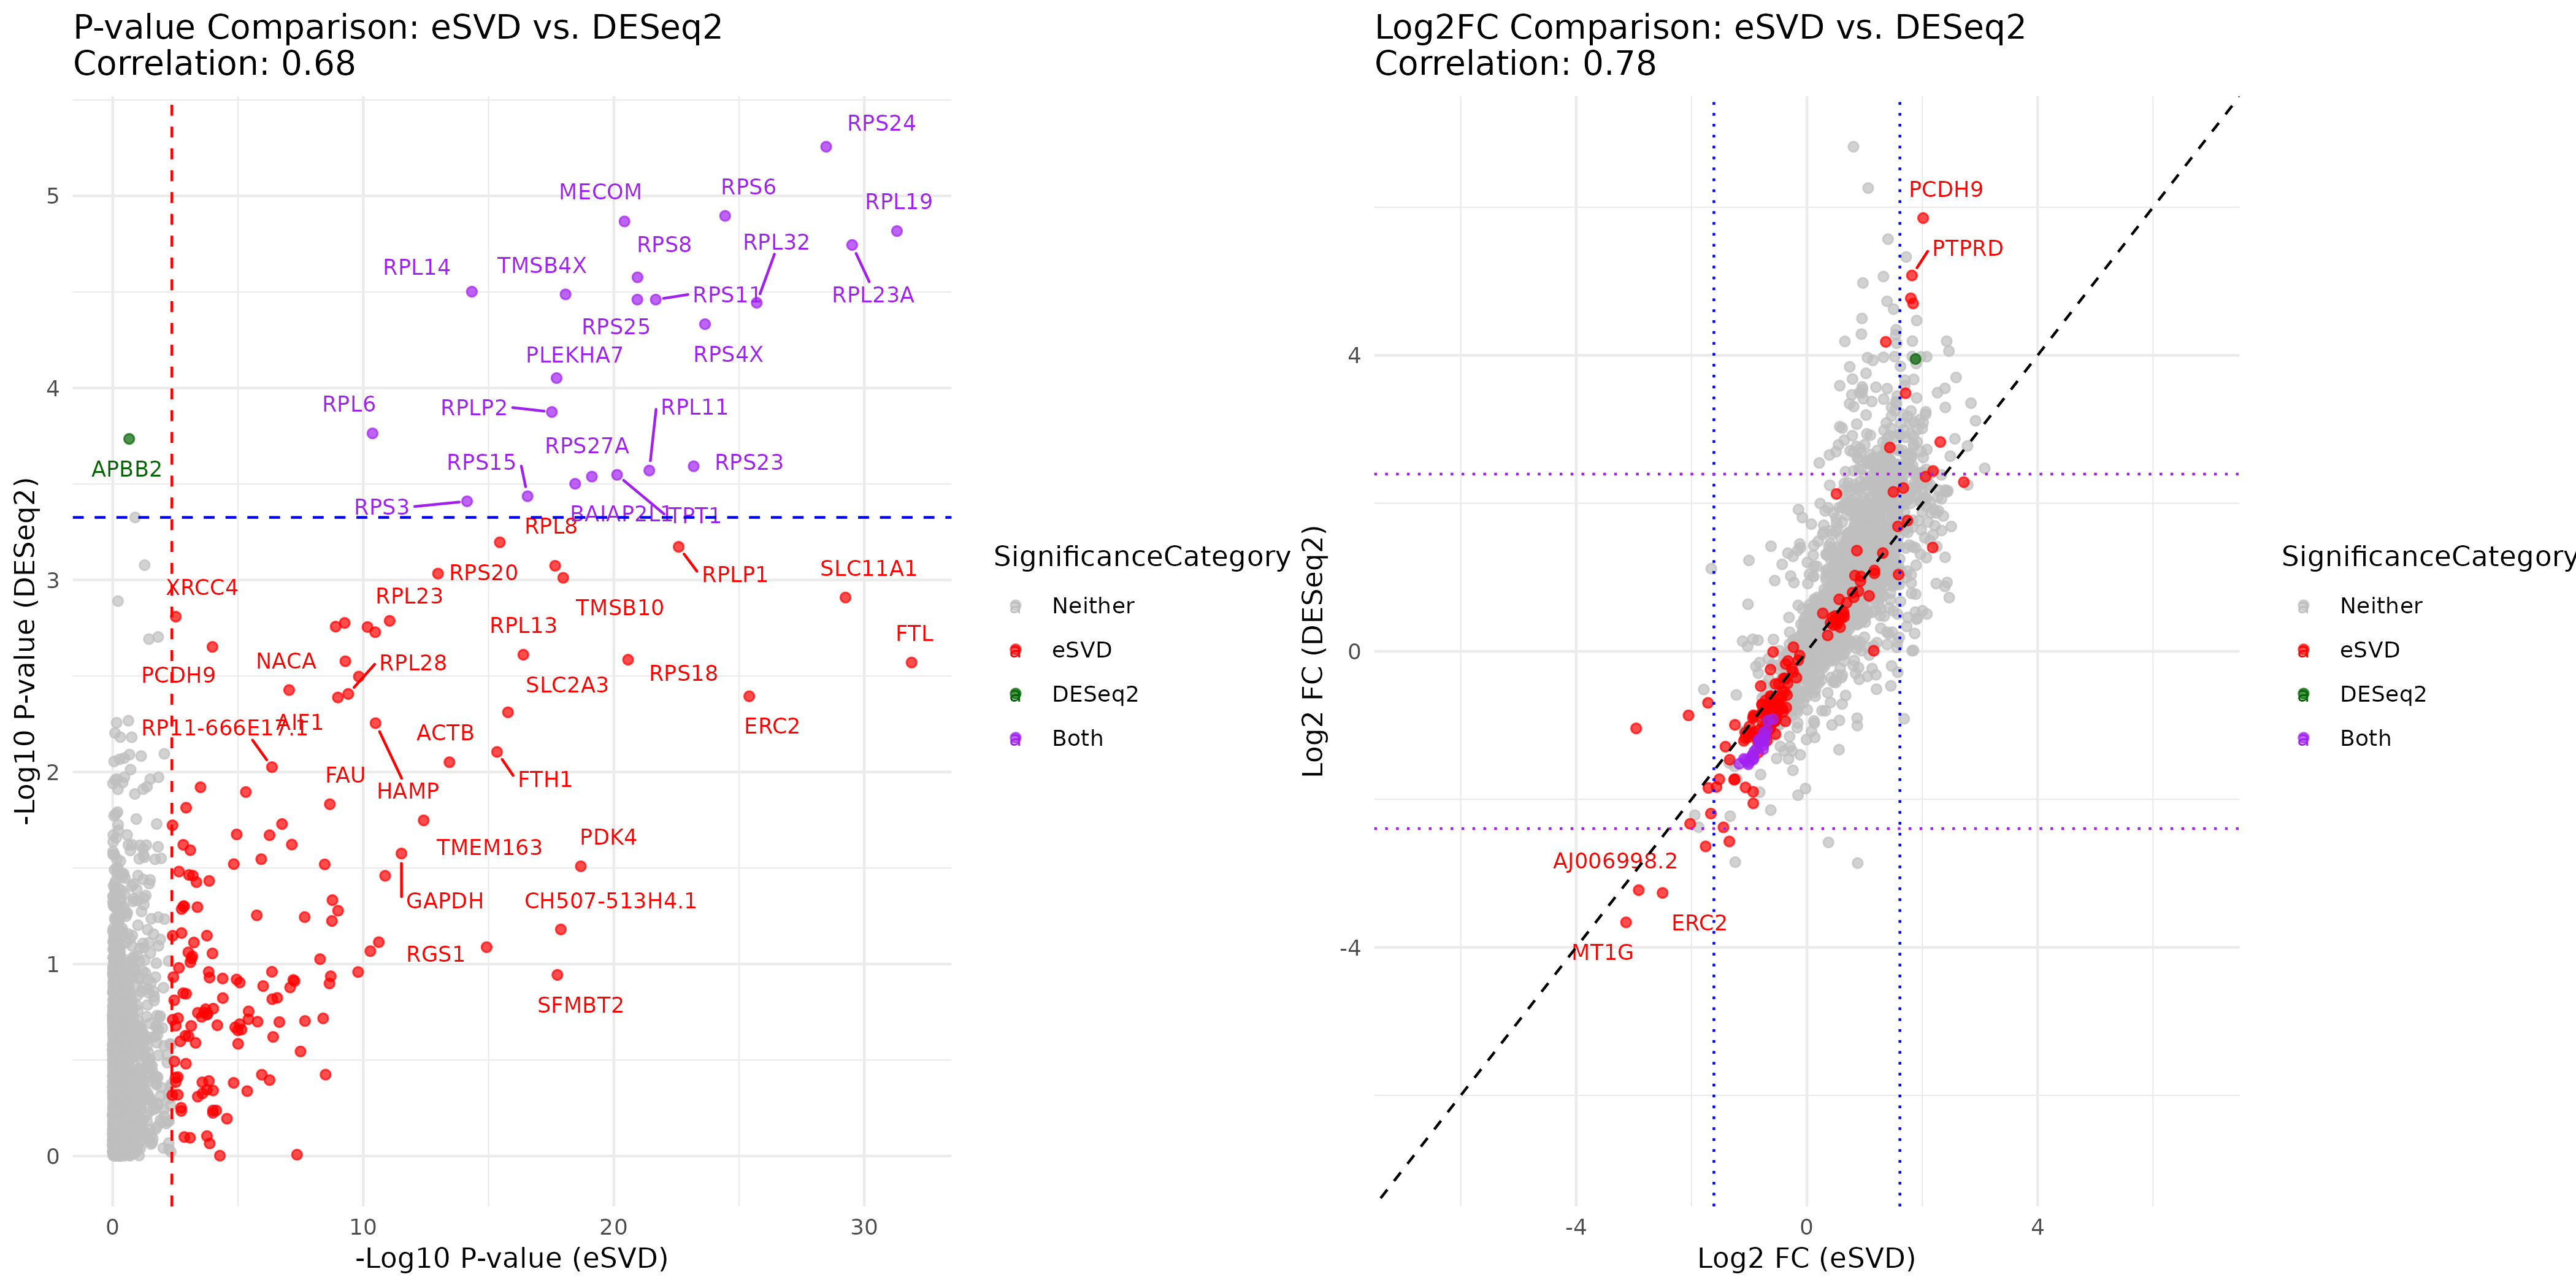 P-value Comparison: eSVD vs. DESeq2
Correlation: 0.68
RPS24
MECOM
RPS6
RPL19
RPS8
RPL32
RPL14
TMSB4X
RPS11
RPL23A
RPS25
PLEKHA7
RPS4X
RPL6
RPLP2
RPL11
RPS27A
APBB2
RPS15
RPS23
RPS3
BAIAP2L1
TPT1
RPL8
XRCC4
RPS20
RPLP1
SLC11A1
RPL23
TMSB10
RPL13
FTL
PCDH9
NACA
RPL28
RPS18
SLC2A3
RP11-666E17.1
AIF1
ACTB
ERC2
FAU
HAMP
FTH1
TMEM163
PDK4
GAPDH
CH507-513H4.1
RGS1
SFMBT2
5
4
3
2
1
0
0
10
20
30
-Log10 P-value (DESeq2)
-Log10 P-value (eSVD)
SignificanceCategory
Neither
eSVD
DESeq2
Both
Log2FC Comparison: eSVD vs. DESeq2
Correlation: 0.78
PCDH9
PTPRD
AJ006998.2
ERC2
MT1G
4
0
-4
-4
0
4
Log2 FC (DESeq2)
Log2 FC (eSVD)
SignificanceCategory
Neither
eSVD
DESeq2
Both